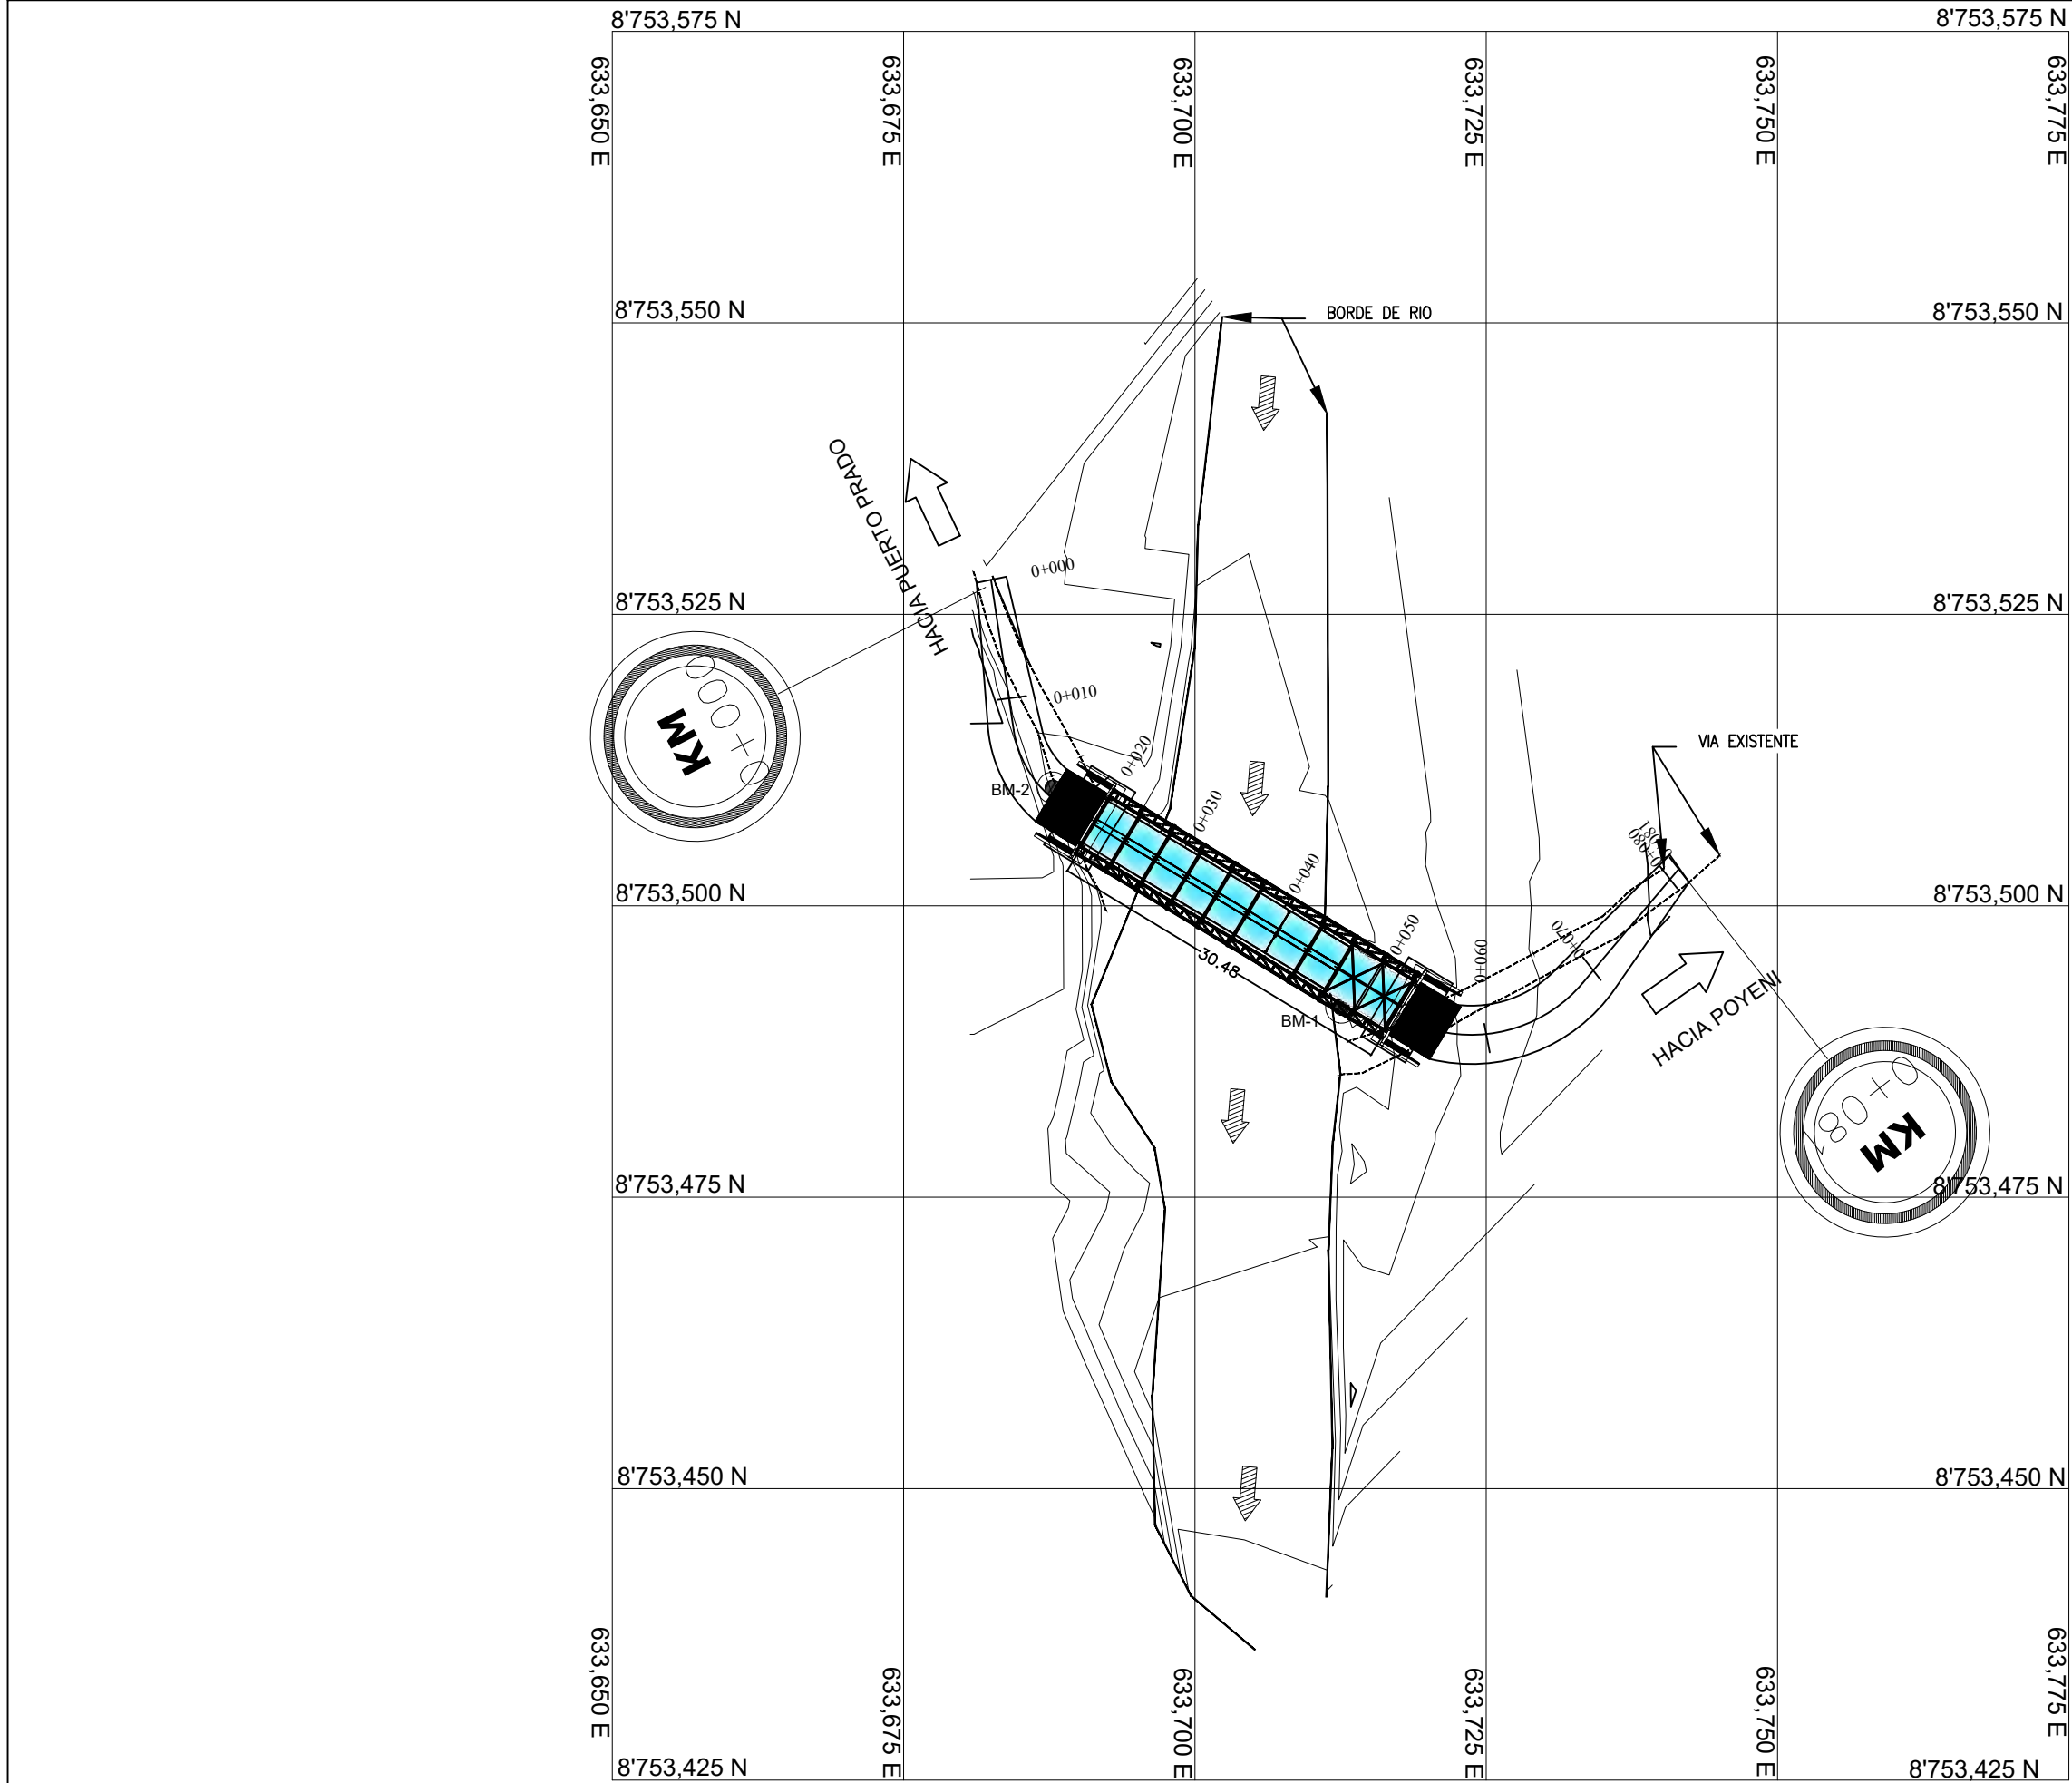 8'753,575 N
8'753,575 N
633,650 E
633,675 E
633,700 E
633,725 E
633,750 E
633,775 E
8'753,550 N
BORDE DE RIO
8'753,550 N
HACIA PUERTO PRADO
0+000
8'753,525 N
8'753,525 N
KM
0+000
0+010
0+020
VIA EXISTENTE
BM-2
0+030
0+040
0+080
8'753,500 N
8'753,500 N
0+050
0+060
0+070
30.48
BM-1
HACIA POYENI
KM
8'753,475 N
8'753,475 N
8'753,450 N
8'753,450 N
633,650 E
633,675 E
633,700 E
633,725 E
633,750 E
633,775 E
8'753,425 N
8'753,425 N